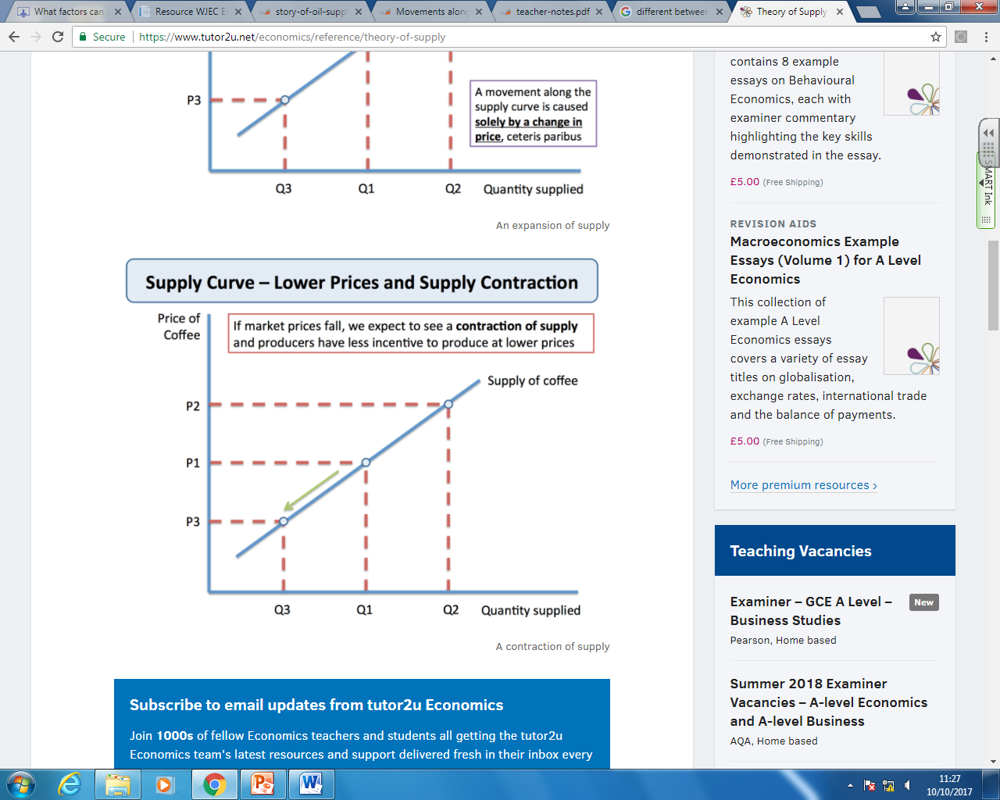 What factors can
Resource WJEC E
story-of-oil-supp
Movements alon
teacher-notes.pdf
different between
Theory of Supply
Secure
https://www.tutor2u.net/economics/reference/theory-of-supply
P3
A movement along the
supply curve is caused
solely by a change in
price, ceteris paribus
Q3 Q1 Q2 Quantity supplied
An expansion of supply
Supply Curve – Lower Prices and Supply Contraction
Price of
Coffee
If market prices fall, we expect to see a contraction of supply
and producers have less incentive to produce at lower prices
Supply of coffee
P2
P1
P3
Q3 Q1 Q2 Quantity supplied
A contraction of supply
Subscribe to email updates from tutor2u Economics
Join 1000s of fellow Economics teachers and students all getting the tutor2u
Economics team's latest resources and support delivered fresh in their inbox every
contains 8 example
essays on Behavioural
Economics, each with
examiner commentary
highlighting the key skills
demonstrated in the essay.
£5.00 (Free Shipping)
REVISION AIDS
Macroeconomics Example
Essays (Volume 1) for A Level
Economics
This collection of
example A Level
Economics essays
covers a variety of essay
titles on globalisation,
exchange rates, international trade
and the balance of payments.
£5.00 (Free Shipping)
More premium resources ›
Teaching Vacancies
Examiner – GCE A Level –
Business Studies
New
Pearson, Home based
Summer 2018 Examiner
Vacancies – A-level Economics
and A-level Business
AQA, Home based
SMART Ink
11:27
10/10/2017